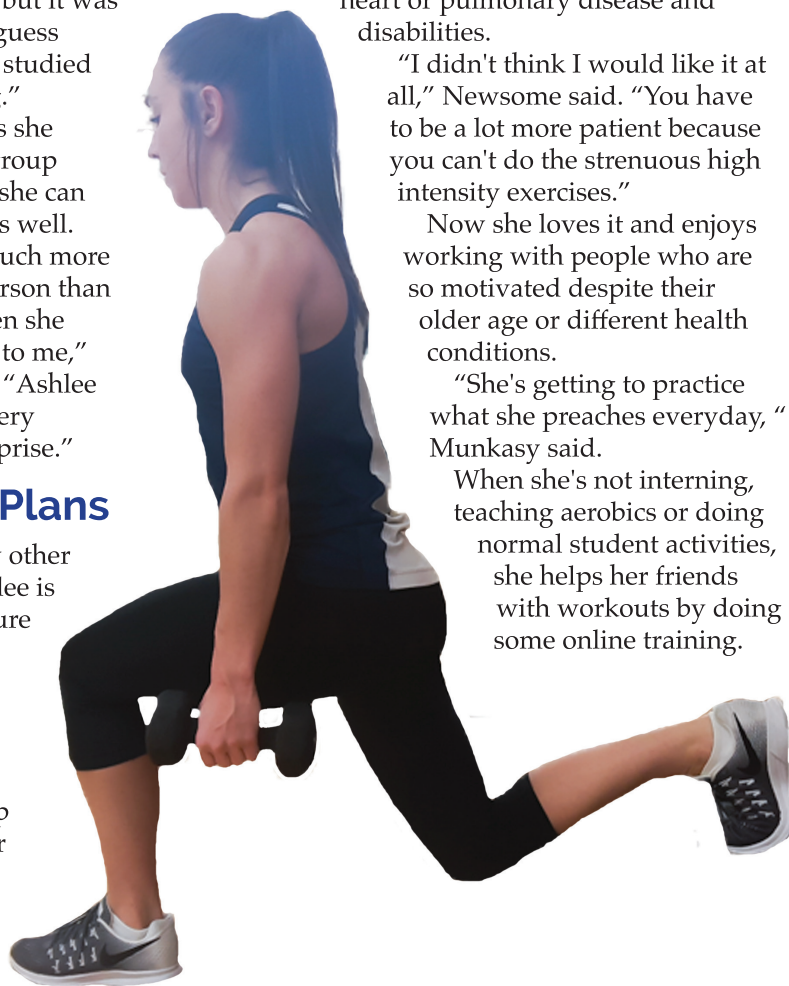 but it was
guess
studied
.”
s she
roup
she can
s well.
uch more
rson than
en she
to me,”
“Ashlee
ery
prise.”
Plans
other
lee is
ure
p
r
heart or pulmonary disease and
disabilities.
“I didn't think I would like it at
all,” Newsome said. “You have
to be a lot more patient because
you can't do the strenuous high
intensity exercises.”
Now she loves it and enjoys
working with people who are
so motivated despite their
older age or different health
conditions.
“She's getting to practice
what she preaches everyday, “
Munkasy said.
When she's not interning,
teaching aerobics or doing
normal student activities,
she helps her friends
with workouts by doing
some online training.